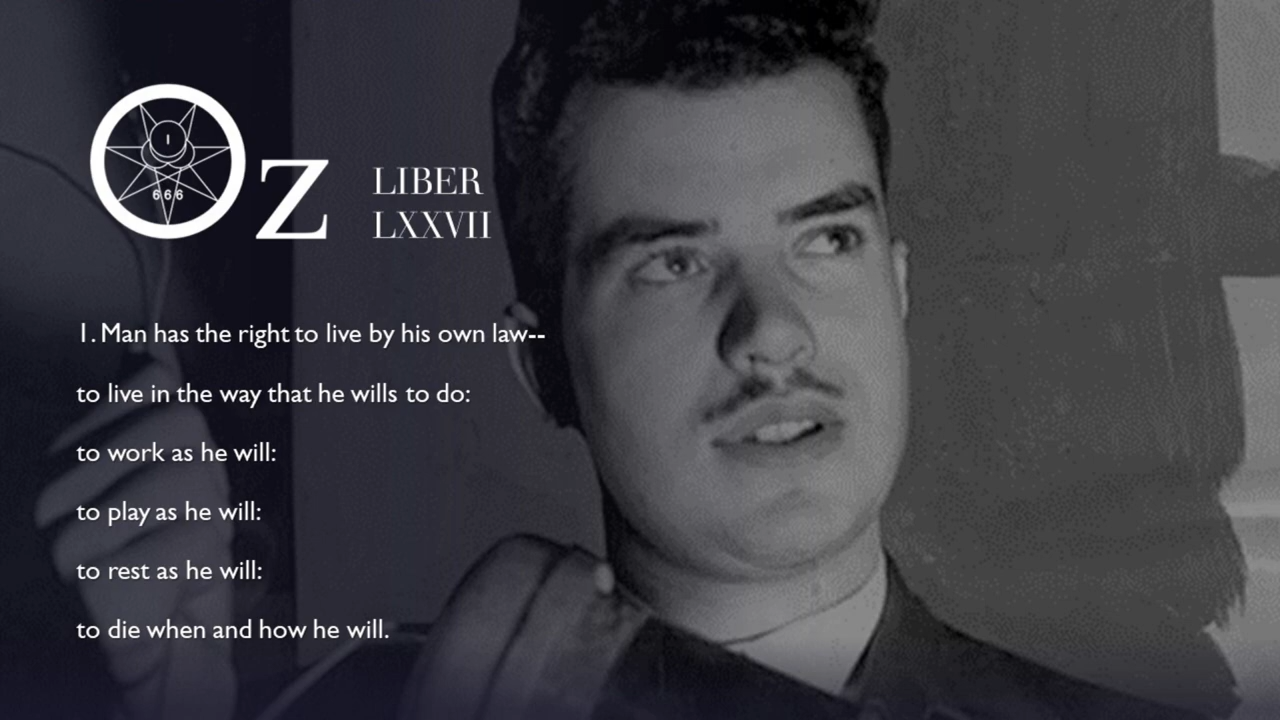 Oz
I
666
LIBER
LXXVII
1. Man has the right to live by his own law--
to live in the way that he wills to do:
to work as he will:
to play as he will:
to rest as he will:
to die when and how he will.